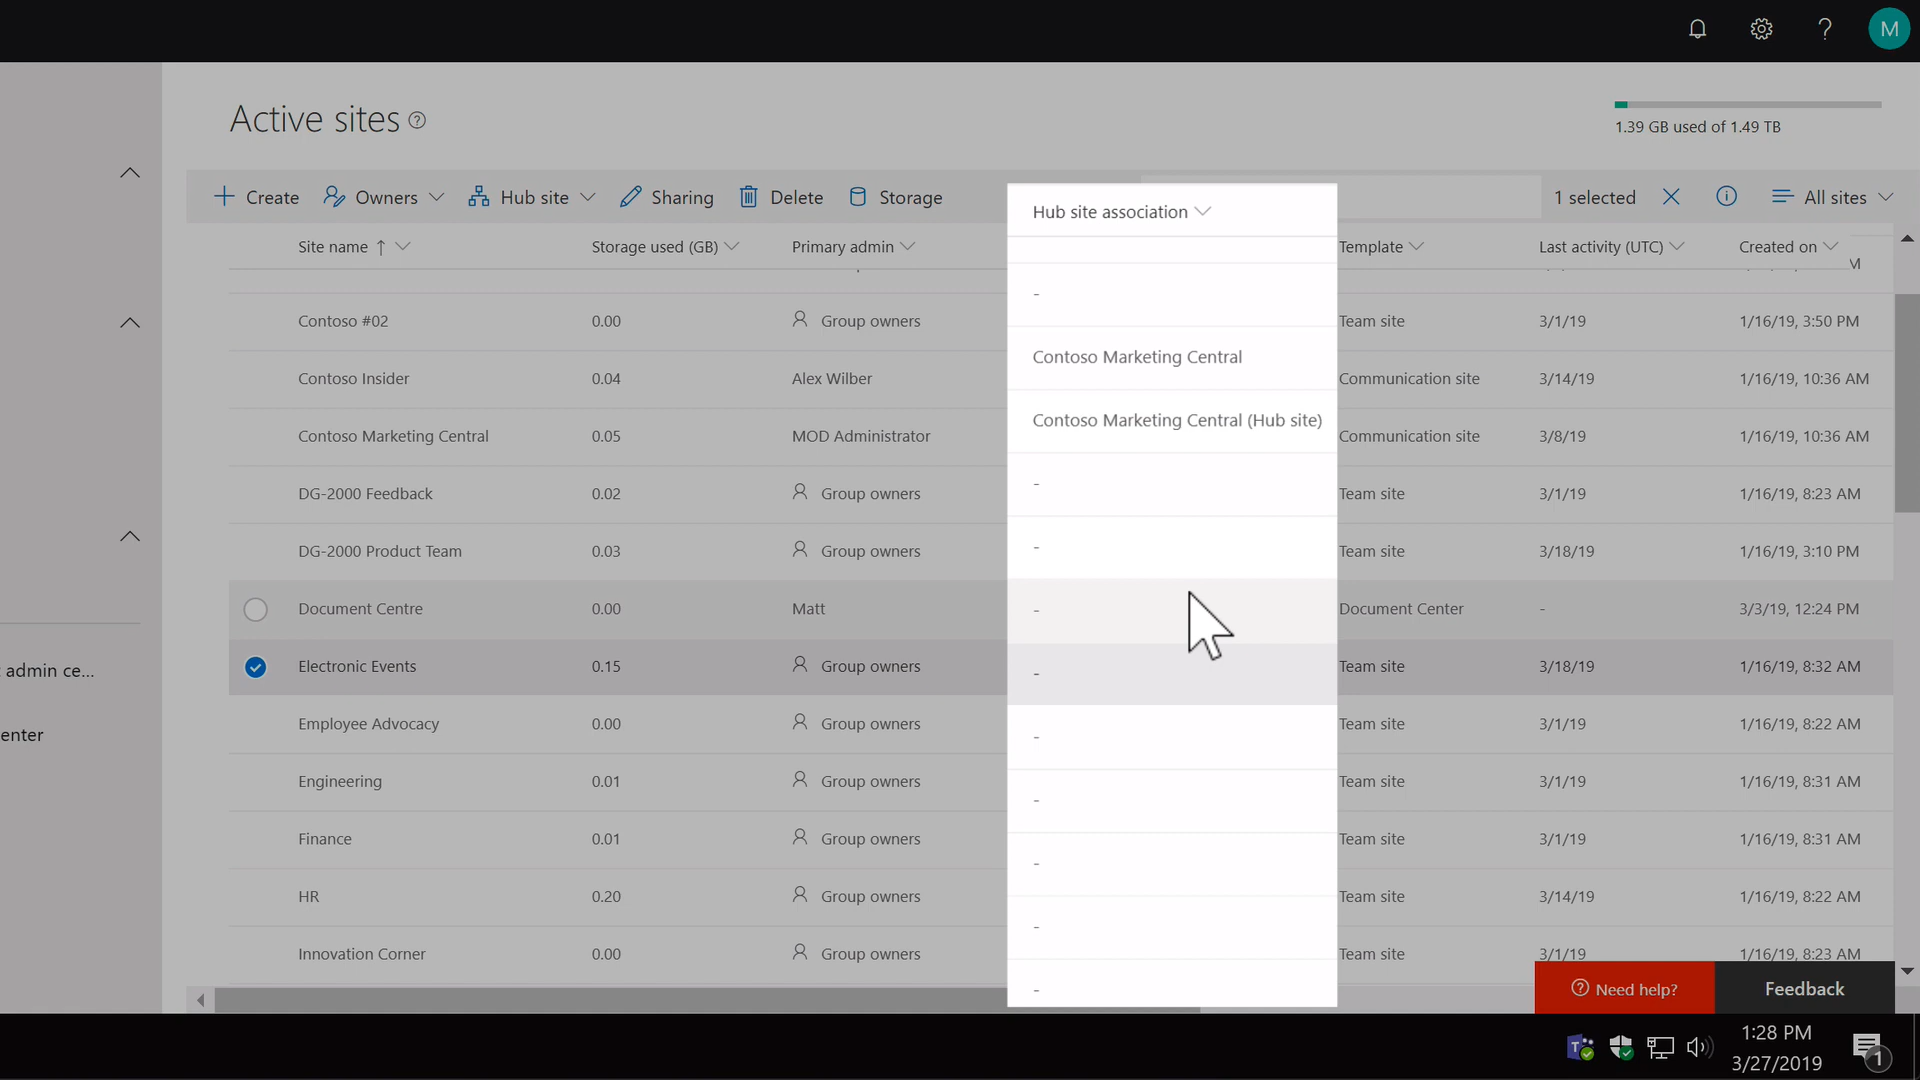 M
Active sites
1.39 GB used of 1.49 TB
Create Owners Hub site Sharing Delete Storage 1 selected All sites
Site name ↑ Storage used (GB) Primary admin Hub site association Template Last activity (UTC) Created on
M
-
Contoso #02 0.00 Group owners Team site 3/1/19 1/16/19, 3:50 PM
Contoso Insider 0.04 Alex Wilber Contoso Marketing Central Communication site 3/14/19 1/16/19, 10:36 AM
Contoso Marketing Central 0.05 MOD Administrator Contoso Marketing Central (Hub site) Communication site 3/8/19 1/16/19, 10:36 AM
DG-2000 Feedback 0.02 Group owners - Team site 3/1/19 1/16/19, 8:23 AM
DG-2000 Product Team 0.03 Group owners - Team site 3/18/19 1/16/19, 3:10 PM
Document Centre 0.00 Matt - Document Center - 3/3/19, 12:24 PM
Electronic Events 0.15 Group owners - Team site 3/18/19 1/16/19, 8:32 AM
admin ce...
Employee Advocacy 0.00 Group owners - Team site 3/1/19 1/16/19, 8:22 AM
enter
Engineering 0.01 Group owners - Team site 3/1/19 1/16/19, 8:31 AM
Finance 0.01 Group owners - Team site 3/1/19 1/16/19, 8:31 AM
HR 0.20 Group owners - Team site 3/14/19 1/16/19, 8:22 AM
Innovation Corner 0.00 Group owners - Team site 3/1/19 1/16/19, 8:23 AM
Need help? Feedback
1:28 PM
3/27/2019
1